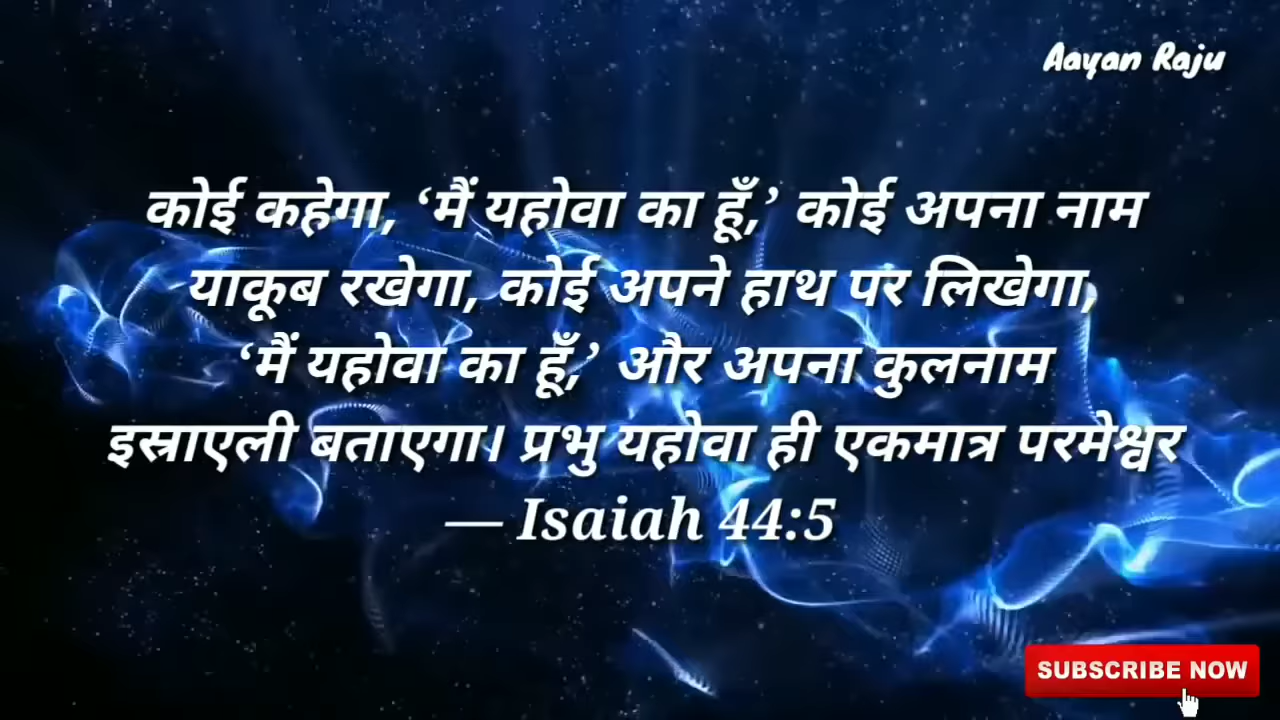 Aayan Raju
कोई कहेगा, ‘मैं यहोवा का हूँ,’ कोई अपना नाम
याकूब रखेगा, कोई अपने हाथ पर लिखेगा,
‘मैं यहोवा का हूँ,’ और अपना कुलनाम
इस्राएली बताएगा। प्रभु यहोवा ही एकमात्र परमेश्वर
— Isaiah 44:5
SUBSCRIBE NOW